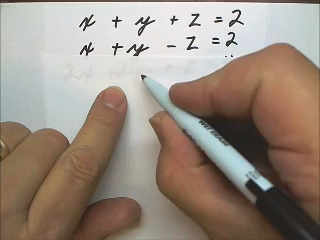 x + y + z = 2
x + y - z = 2